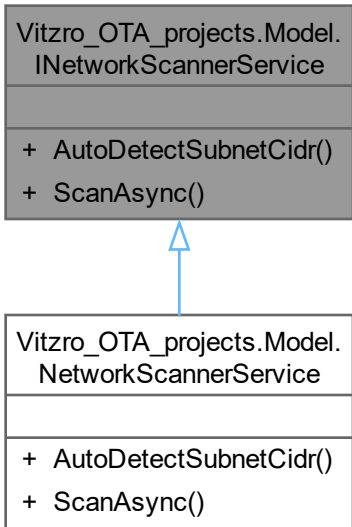 Vitzro_OTA_projects.Model.
INetworkScannerService
+ AutoDetectSubnetCidr()
+ ScanAsync()
Vitzro_OTA_projects.Model.
NetworkScannerService
+ AutoDetectSubnetCidr()
+ ScanAsync()